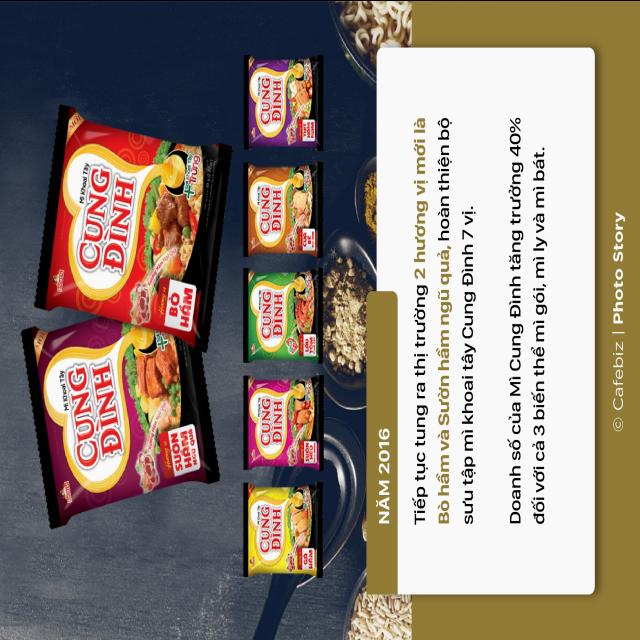 Mì Khoai Tây
CUNG
ĐÌNH
BÒ
HẦM
+Trứng
Mì Khoai Tây
CUNG
ĐÌNH
SƯỜN
HẦM
NGŨ QUẢ
CUNG
ĐÌNH
CUNG
ĐÌNH
CUNG
ĐÌNH
CUNG
ĐÌNH
CUNG
ĐÌNH
GÀ
HẦM
NĂM 2016
Tiếp tục tung ra thị trường 2 hương vị mới là
Bò hầm và Sườn hầm ngũ quả, hoàn thiện bộ
sưu tập mì khoai tây Cung Đình 7 vị.
Doanh số của Mì Cung Đình tăng trưởng 40%
đối với cả 3 biến thể mì gói, mì ly và mì bát.
© Cafebiz | Photo Story